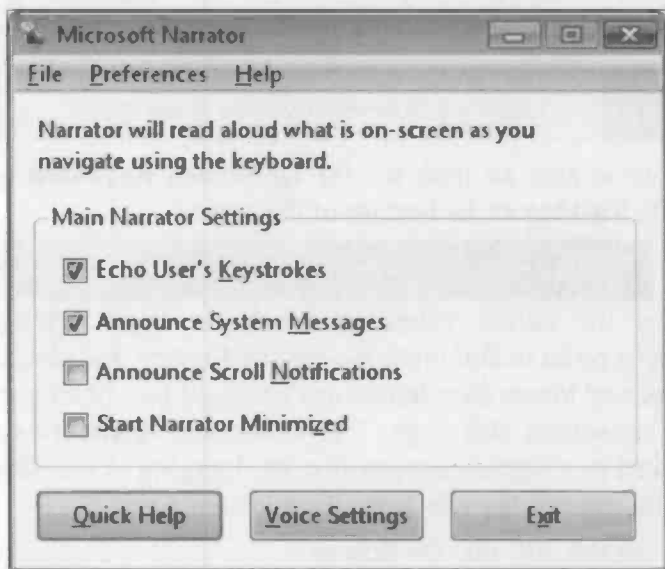 Microsoft Narrator
File Preferences Help
Narrator will read aloud what is on-screen as you
navigate using the keyboard.
Main Narrator Settings
Echo User's Keystrokes
Announce System Messages
Announce Scroll Notifications
Start Narrator Minimized
Quick Help Voice Settings Exit